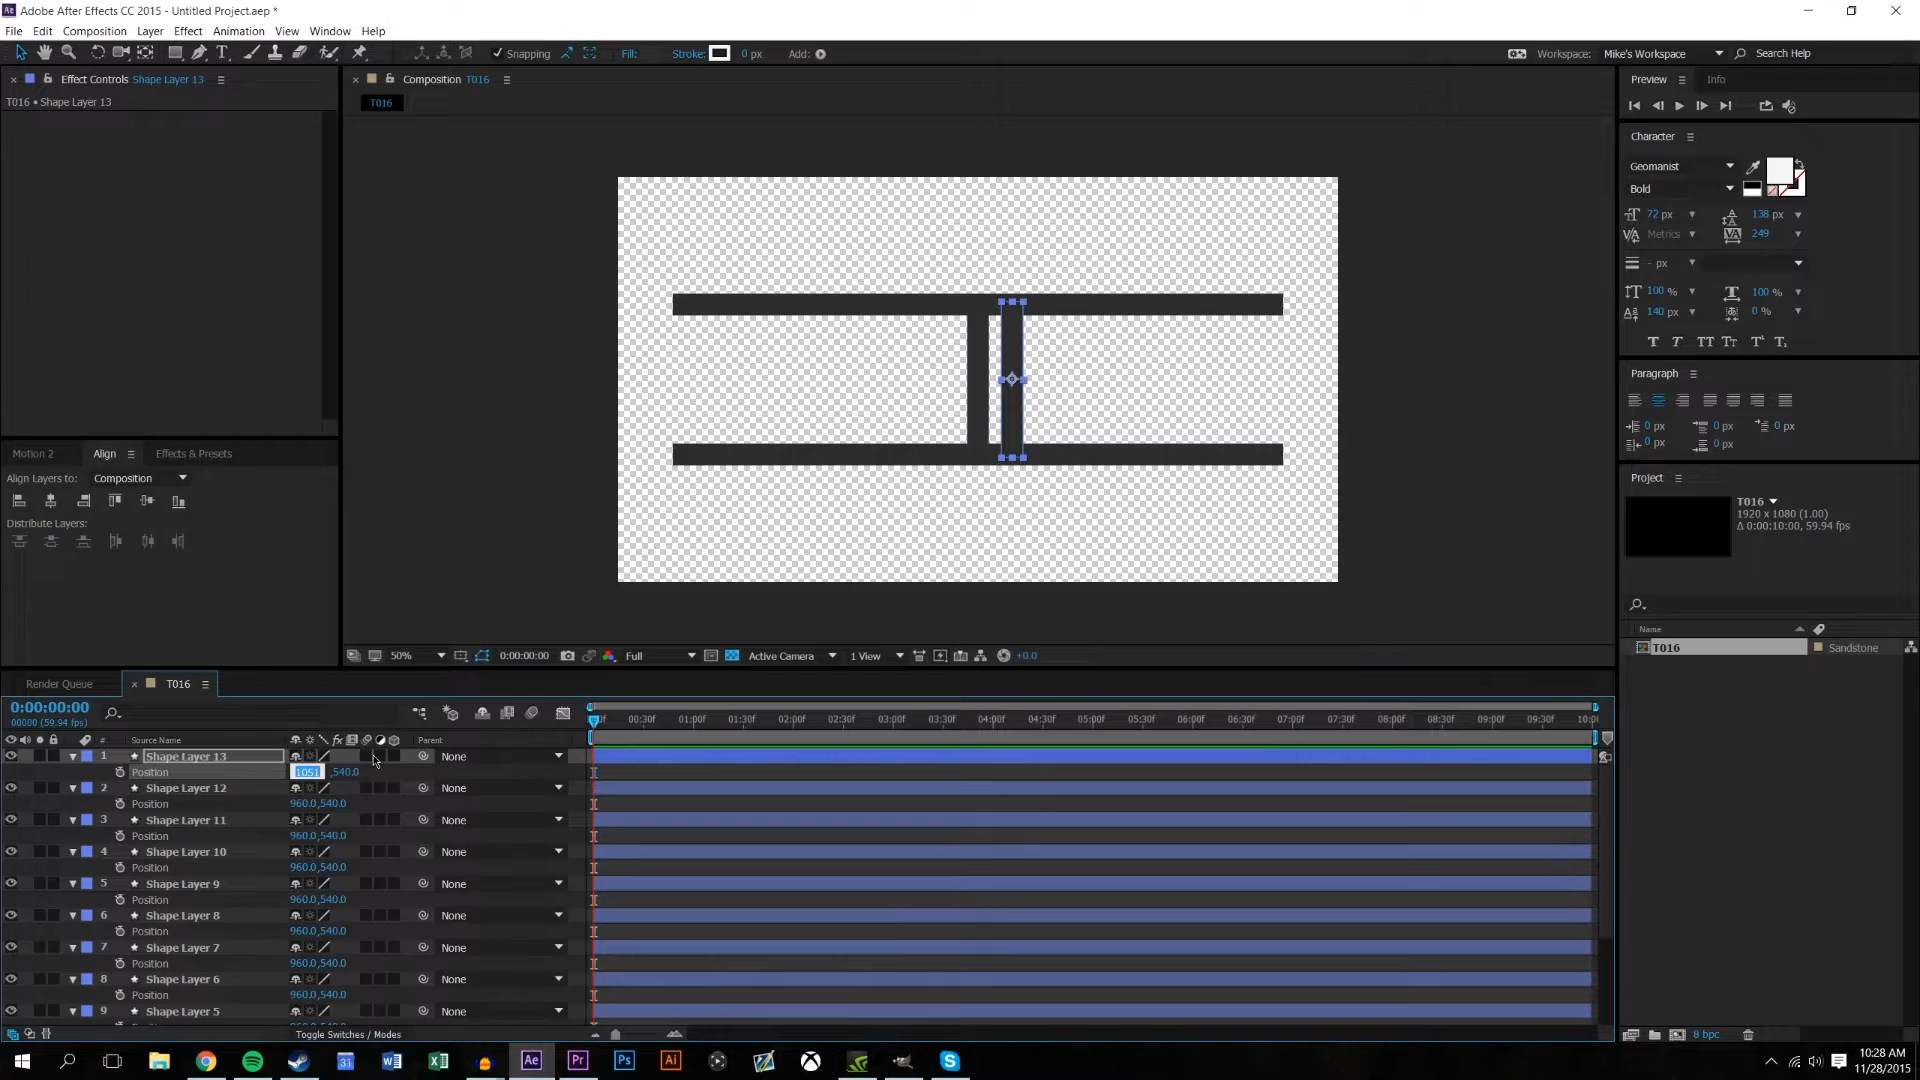 Adobe After Effects CC 2015 - Untitled Project.aep *
File Edit Composition Layer Effect Animation View Window Help
Snapping Fill: Stroke: 0 px Add: Workspace: Mike's Workspace Search Help
Effect Controls Shape Layer 13
T016 • Shape Layer 13
Composition T016
T016
Preview Info
Character
Geomanist
Bold
72 px 138 px
Metrics 249
- px
100 % 100 %
140 px 0 %
Paragraph
0 px 0 px 0 px
0 px 0 px
Motion 2 Align Effects & Presets
Align Layers to: Composition
Distribute Layers:
Project
T016
1920 x 1080 (1.00)
Δ 0:00:10:00, 59.94 fps
Name
T016 Sandstone
50% 0:00:00:00 Full Active Camera 1 View +0.0
Render Queue T016
0:00:00:00
00000 (59.94 fps)
00:30f 01:00f 01:30f 02:00f 02:30f 03:00f 03:30f 04:00f 04:30f 05:00f 05:30f 06:00f 06:30f 07:00f 07:30f 08:00f 08:30f 09:00f 09:30f
# Source Name Parent
1 Shape Layer 13 None
Position 1051 ,540.0
2 Shape Layer 12 None
Position 960.0,540.0
3 Shape Layer 11 None
Position 960.0,540.0
4 Shape Layer 10 None
Position 960.0,540.0
5 Shape Layer 9 None
Position 960.0,540.0
6 Shape Layer 8 None
Position 960.0,540.0
7 Shape Layer 7 None
Position 960.0,540.0
8 Shape Layer 6 None
Position 960.0,540.0
9 Shape Layer 5 None
Toggle Switches / Modes
8 bpc
10:28 AM
11/28/2015